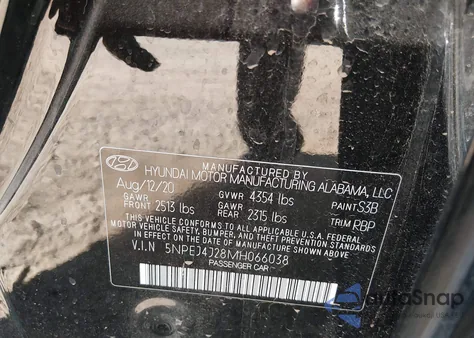 MANUFACTURED BY
HYUNDAI MOTOR MANUFACTURING ALABAMA, LLC
Aug/12/20 GVWR 4354 lbs PAINT S3B
GAWR FRONT 2513 lbs GAWR REAR 2315 lbs TRIM RBP
THIS VEHICLE CONFORMS TO ALL APPLICABLE U.S.A. FEDERAL
MOTOR VEHICLE SAFETY, BUMPER, AND THEFT PREVENTION STANDARDS
IN EFFECT ON THE DATE OF MANUFACTURE SHOWN ABOVE.
V.I.N 5NPEJ4J28MH066038
PASSENGER CAR
autoSnap